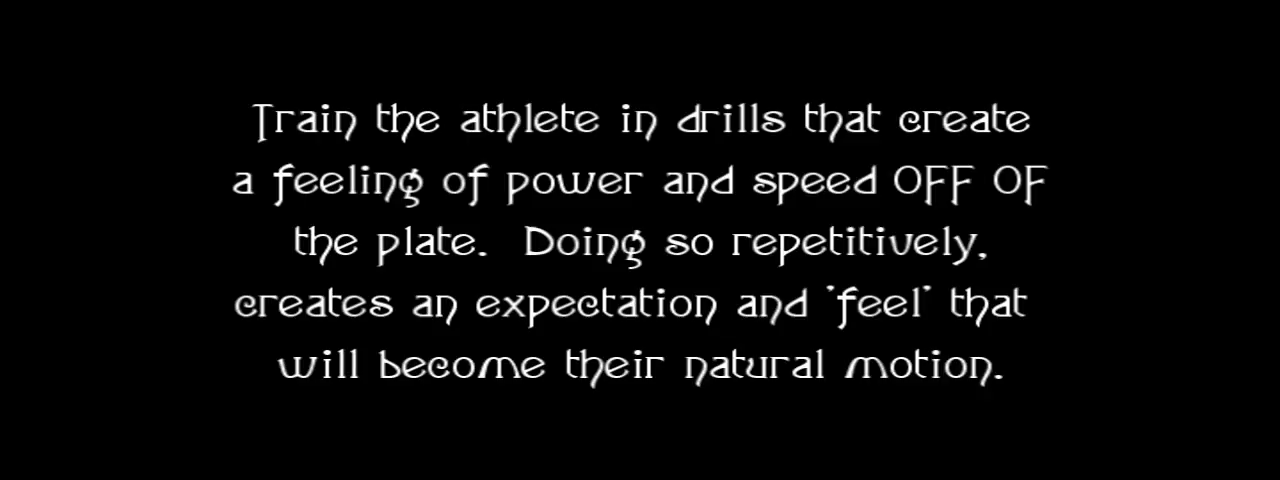 Train the athlete in drills that create
a feeling of power and speed OFF OF
the plate.  Doing so repetitively,
creates an expectation and 'feel' that
will become their natural motion.